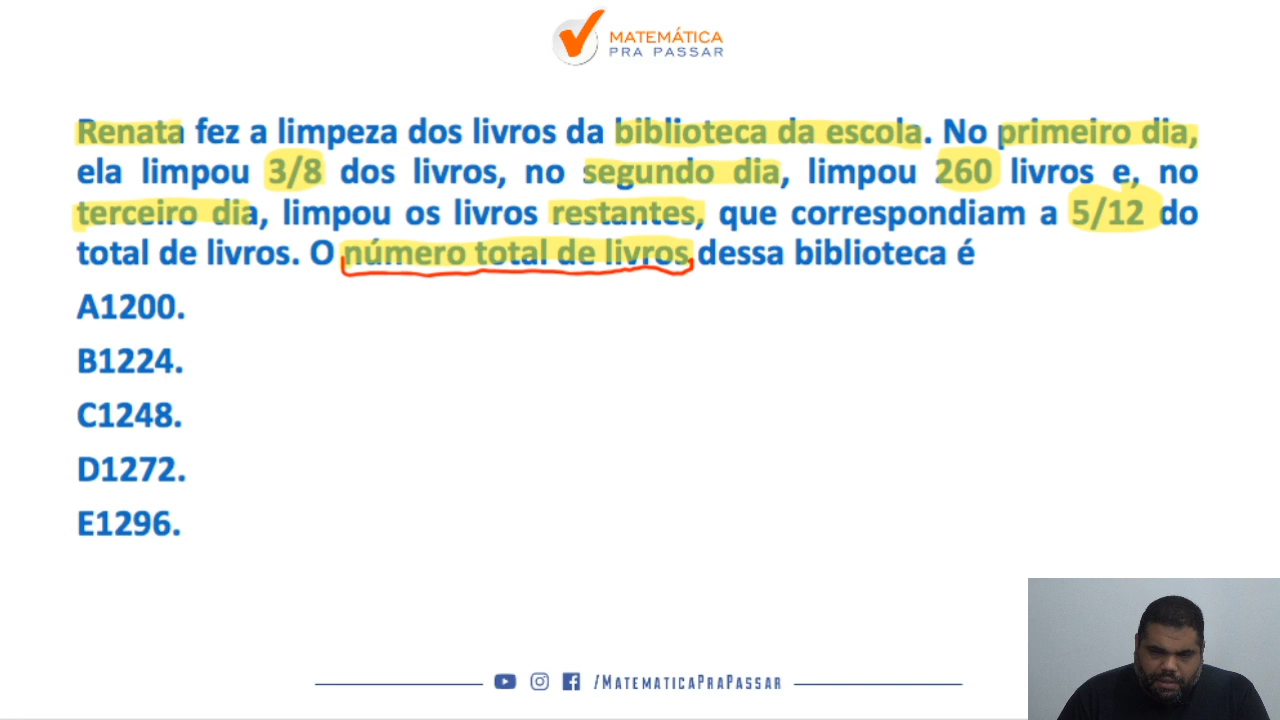 MATEMÁTICA
PRA PASSAR
Renata fez a limpeza dos livros da biblioteca da escola. No primeiro dia,
ela limpou 3/8 dos livros, no segundo dia, limpou 260 livros e, no
terceiro dia, limpou os livros restantes, que correspondiam a 5/12 do
total de livros. O número total de livros dessa biblioteca é
A1200.
B1224.
C1248.
D1272.
E1296.
/MATEMATICAPRAPASSAR